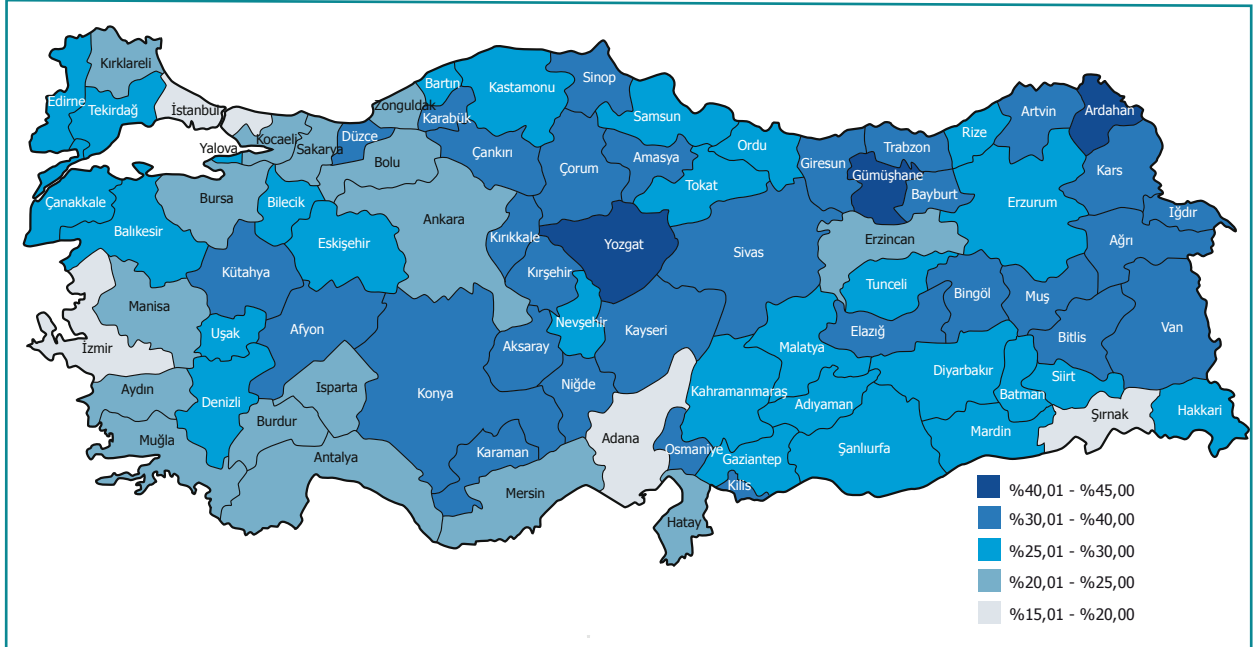 Kırklareli
Edirne
Tekirdağ
İstanbul
Kocaeli
Yalova
Sakarya
Düzce
Zonguldak
Bartın
Karabük
Kastamonu
Sinop
Çankırı
Bolu
Çorum
Samsun
Amasya
Ordu
Tokat
Giresun
Trabzon
Gümüşhane
Bayburt
Rize
Artvin
Ardahan
Kars
Iğdır
Ağrı
Erzurum
Erzincan
Çanakkale
Balıkesir
Bursa
Bilecik
Eskişehir
Ankara
Kırıkkale
Yozgat
Sivas
Kırşehir
Kütahya
Manisa
Uşak
Afyon
İzmir
Nevşehir
Kayseri
Aksaray
Tunceli
Bingöl
Muş
Elazığ
Malatya
Bitlis
Van
Aydın
Denizli
Isparta
Konya
Niğde
Kahramanmaraş
Adıyaman
Diyarbakır
Batman
Siirt
Şırnak
Hakkari
Muğla
Burdur
Antalya
Karaman
Mersin
Adana
Osmaniye
Gaziantep
Kilis
Şanlıurfa
Mardin
Hatay
%40,01 - %45,00
%30,01 - %40,00
%25,01 - %30,00
%20,01 - %25,00
%15,01 - %20,00